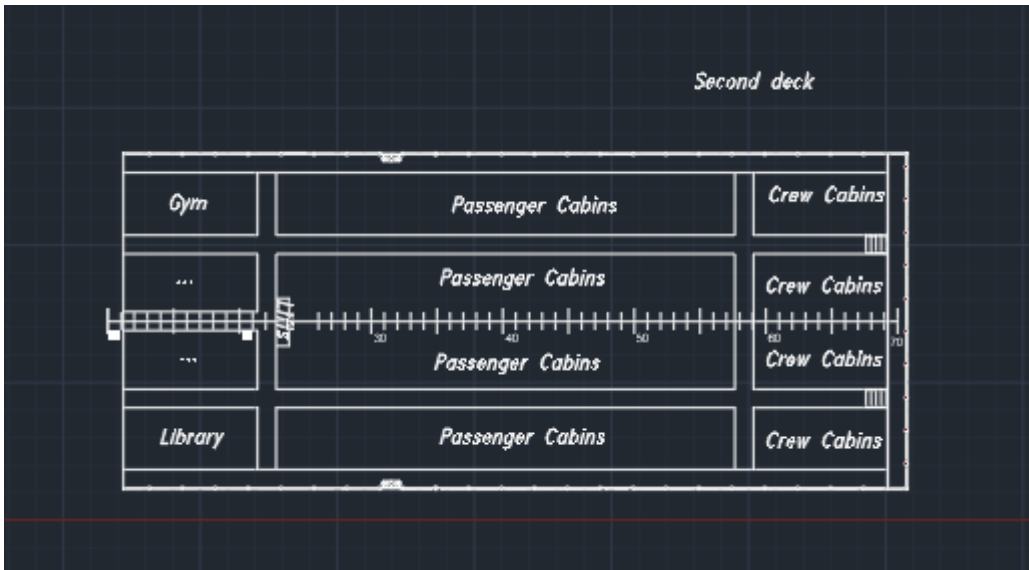 Second deck
Gym
Passenger Cabins
Crew Cabins
...
Passenger Cabins
Crew Cabins
30
40
50
60
70
...
Passenger Cabins
Crew Cabins
Library
Passenger Cabins
Crew Cabins